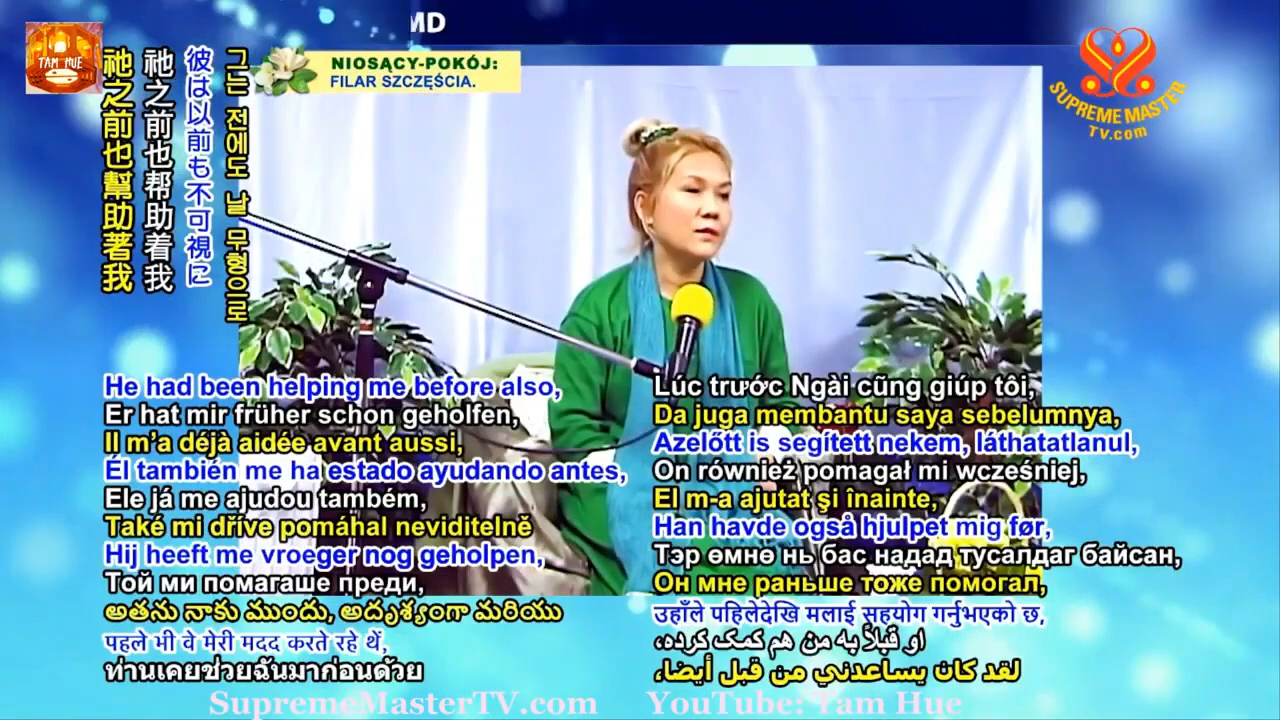 MD
TAM HUE
NIOSĄCY-POKÓJ:
FILAR SZCZĘŚCIA.
SUPREME MASTER
TV.com
그는 전에도 날 무형으로
彼は以前も不可視に
祂之前也帮助着我
祂之前也幫助著我
He had been helping me before also,
Er hat mir früher schon geholfen,
Il m’a déjà aidée avant aussi,
Él también me ha estado ayudando antes,
Ele já me ajudou também,
Také mi dříve pomáhal neviditelně
Hij heeft me vroeger nog geholpen,
Той ми помагаше преди,
అతను నాకు ముందు, అదృశ్యంగా మరియు
पहले भी वे मेरी मदद करते रहे थें,
ท่านเคยช่วยฉันมาก่อนด้วย
Lúc trước Ngài cũng giúp tôi,
Da juga membantu saya sebelumnya,
Azelőtt is segített nekem, láthatatlanul,
On również pomagał mi wcześniej,
El m-a ajutat şi înainte,
Han havde også hjulpet mig før,
Тэр өмнө нь бас надад тусалдаг байсан,
Он мне раньше тоже помогал,
उहाँले पहिलेदेखि मलाई सहयोग गर्नुभएको छ,
او قبلاً به من هم کمک کرده،
لقد كان يساعدني من قبل أيضا،
SupremeMasterTV.com
YouTube: Tam Hue